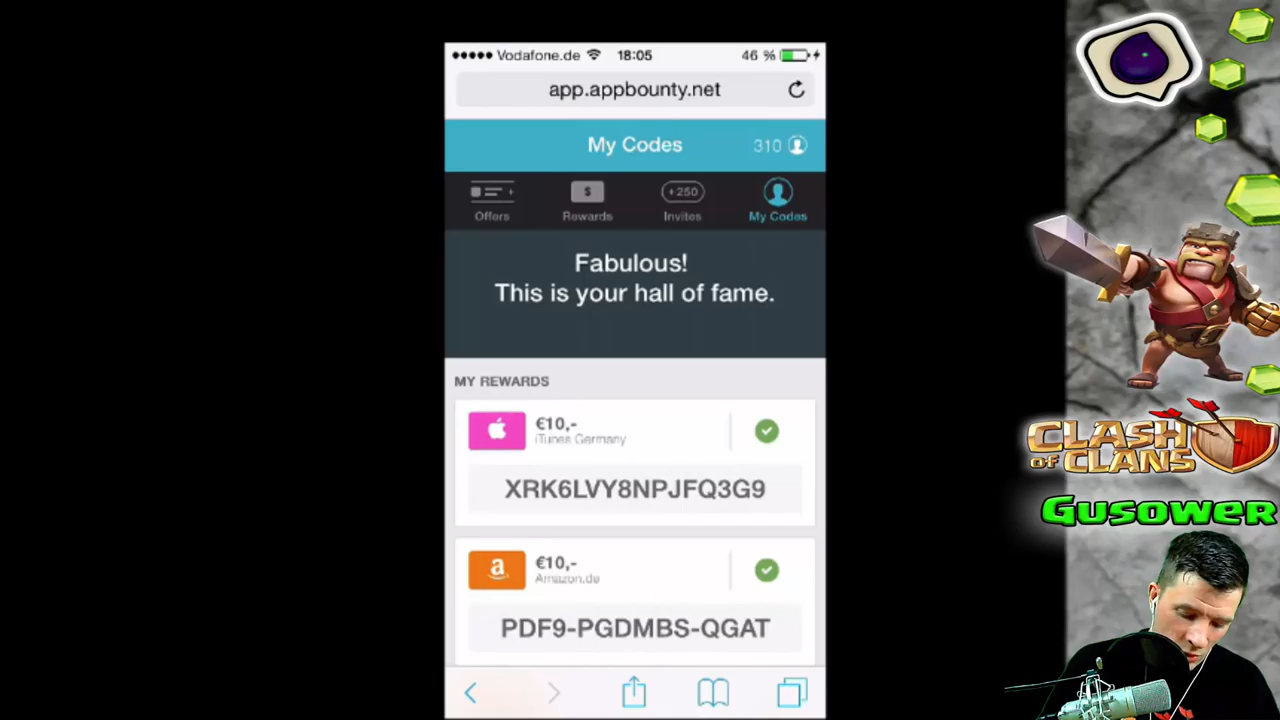 Vodafone.de 18:05 46 %
app.appbounty.net
My Codes 310
$ +250
Offers Rewards Invites My Codes
Fabulous!
This is your hall of fame.
MY REWARDS
€10,-
iTunes Germany
XRK6LVY8NPJFQ3G9
a €10,-
Amazon.de
PDF9-PGDMBS-QGAT
CLASH
OF CLANS
GUSOWER